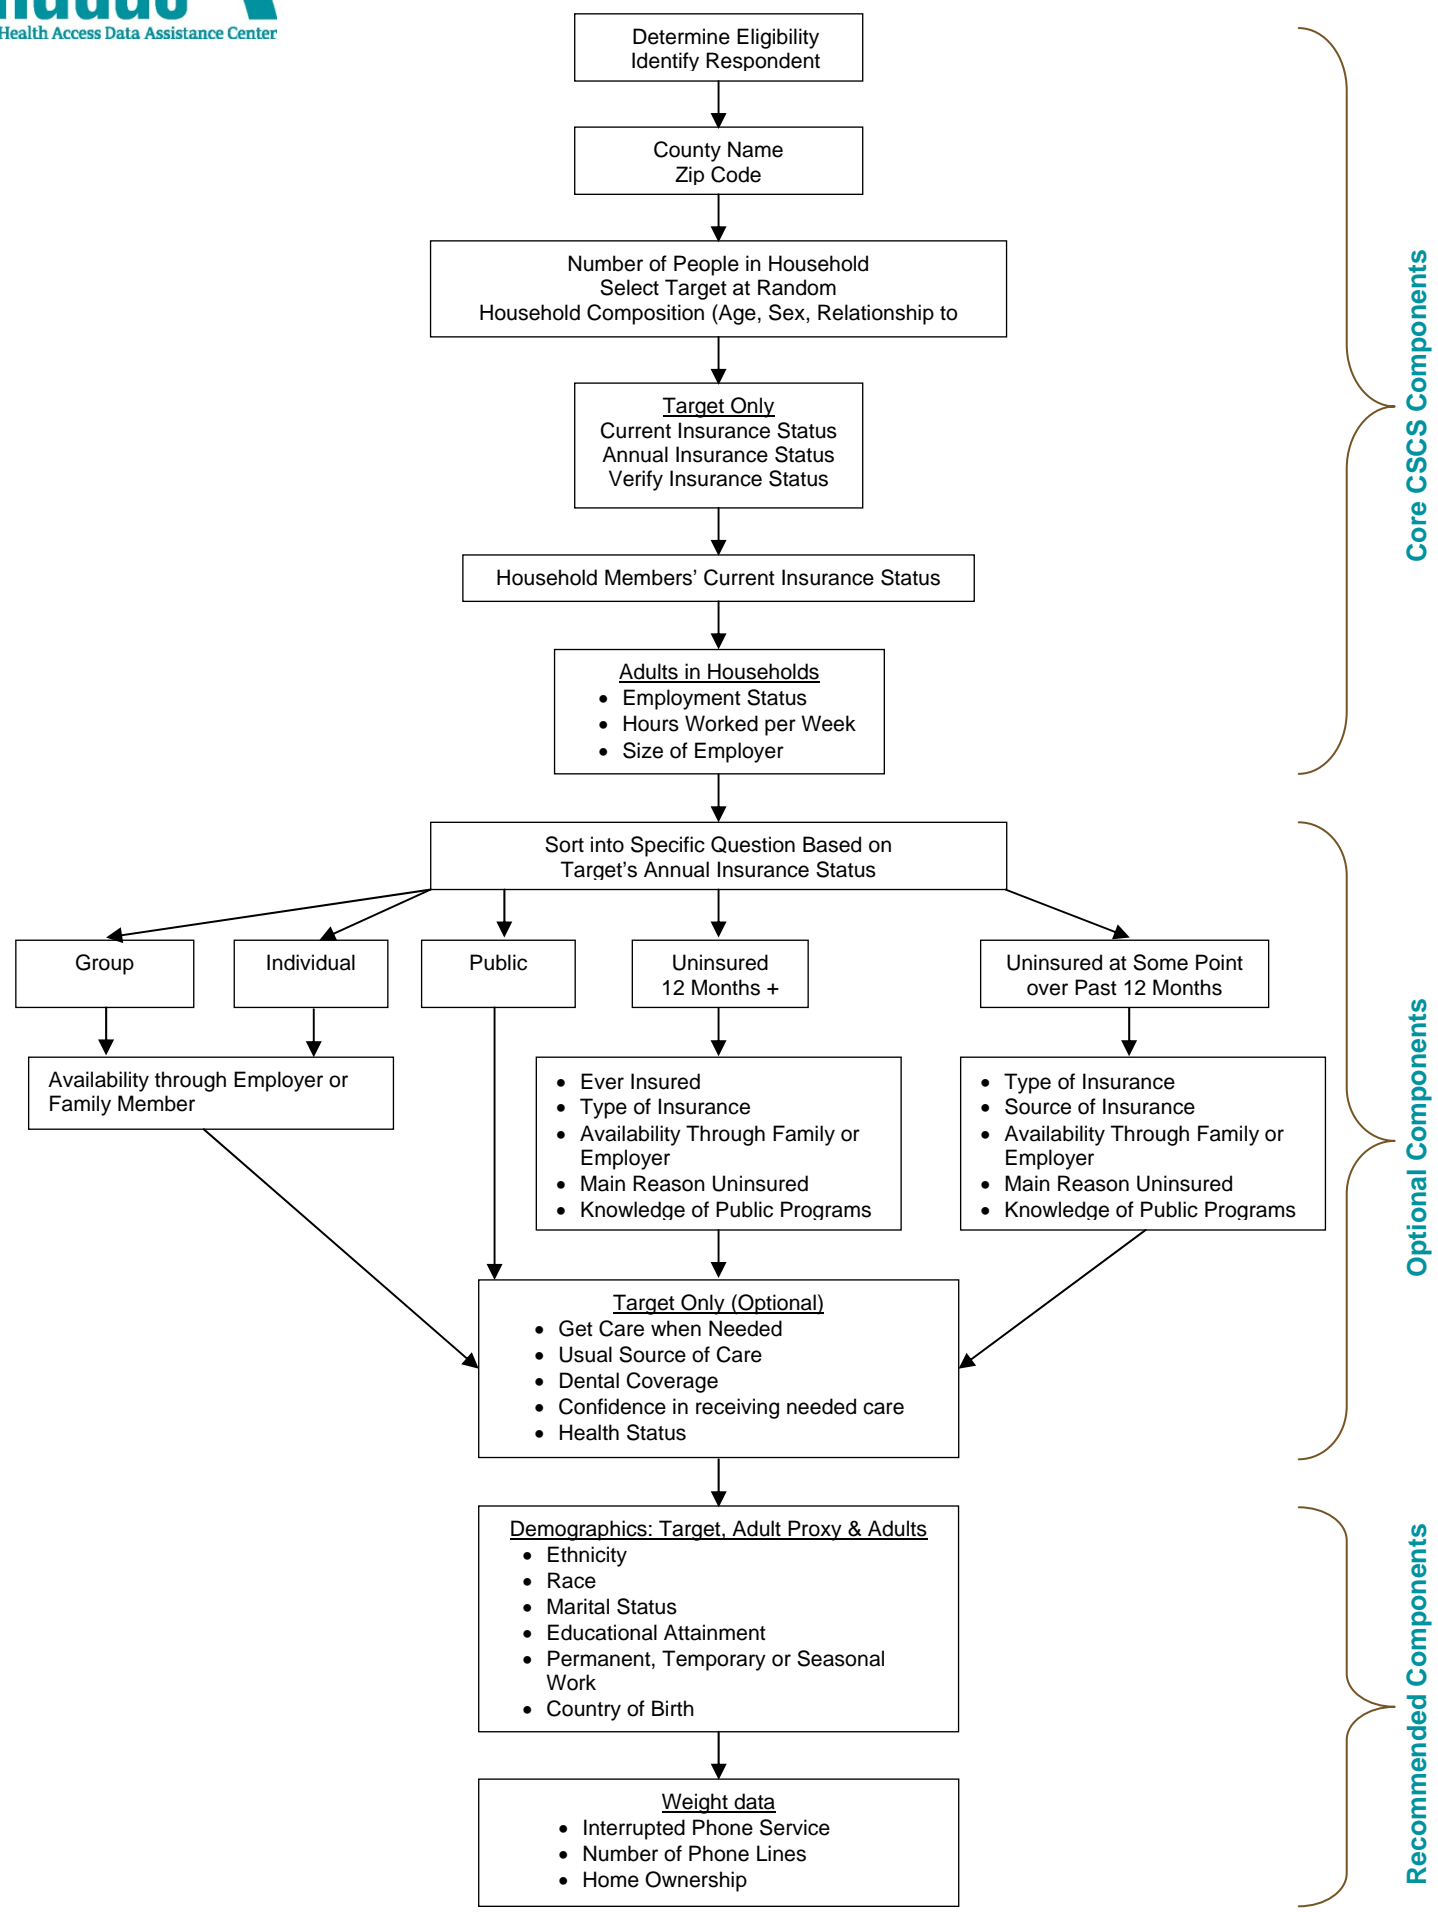 Health Access Data Assistance Center
Determine Eligibility
Identify Respondent
County Name
Zip Code
Number of People in Household
Select Target at Random
Household Composition (Age, Sex, Relationship to
Target Only
Current Insurance Status
Annual Insurance Status
Verify Insurance Status
Household Members’ Current Insurance Status
Adults in Households
• Employment Status
• Hours Worked per Week
• Size of Employer
Core CSCS Components
Sort into Specific Question Based on
Target’s Annual Insurance Status
Group
Individual
Public
Uninsured
12 Months +
Uninsured at Some Point
over Past 12 Months
Availability through Employer or
Family Member
• Ever Insured
• Type of Insurance
• Availability Through Family or
Employer
• Main Reason Uninsured
• Knowledge of Public Programs
• Type of Insurance
• Source of Insurance
• Availability Through Family or
Employer
• Main Reason Uninsured
• Knowledge of Public Programs
Target Only (Optional)
• Get Care when Needed
• Usual Source of Care
• Dental Coverage
• Confidence in receiving needed care
• Health Status
Optional Components
Demographics: Target, Adult Proxy & Adults
• Ethnicity
• Race
• Marital Status
• Educational Attainment
• Permanent, Temporary or Seasonal
Work
• Country of Birth
Weight data
• Interrupted Phone Service
• Number of Phone Lines
• Home Ownership
Recommended Components